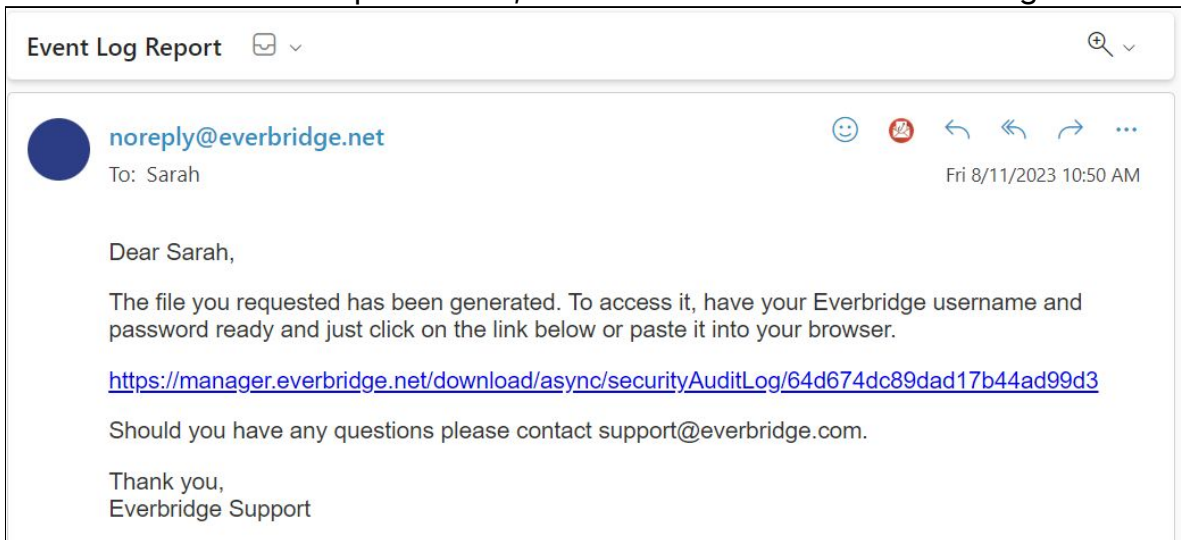 Event Log Report
noreply@everbridge.net
To: Sarah
Fri 8/11/2023 10:50 AM
Dear Sarah,
The file you requested has been generated. To access it, have your Everbridge username and
password ready and just click on the link below or paste it into your browser.
https://manager.everbridge.net/download/async/securityAuditLog/64d674dc89dad17b44ad99d3
Should you have any questions please contact support@everbridge.com.
Thank you,
Everbridge Support